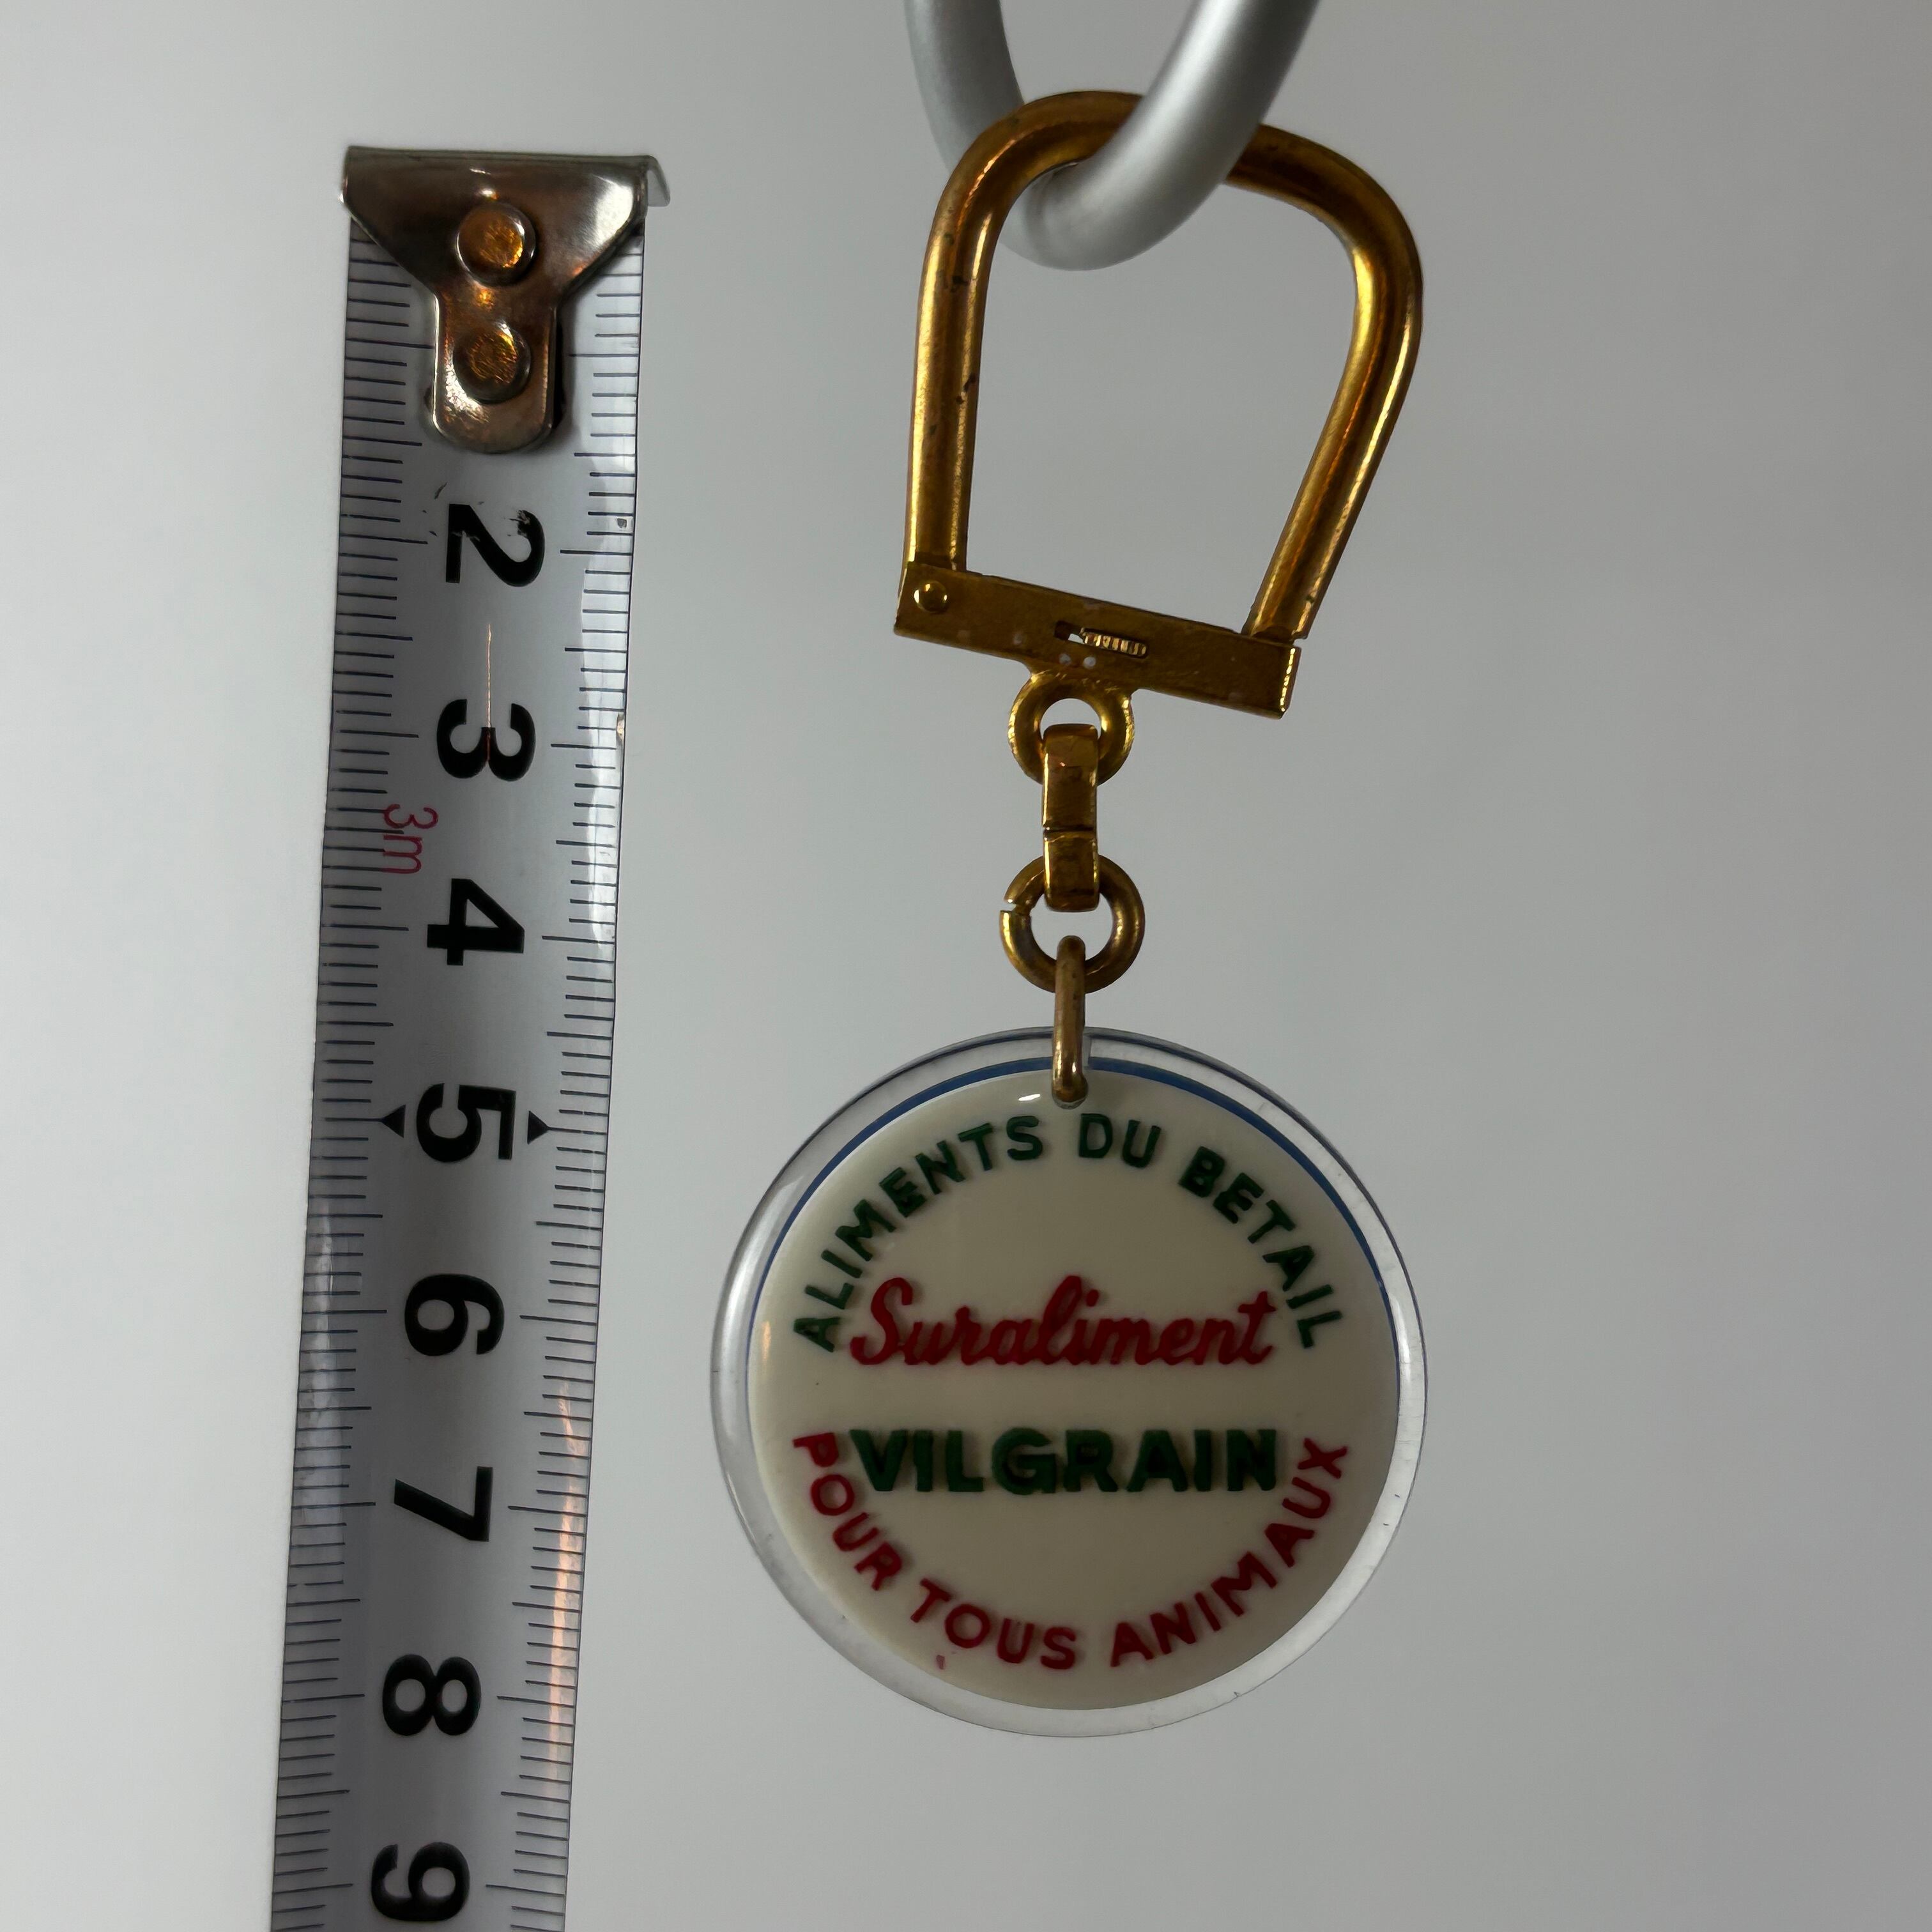 2
3
3m
4
5
6
7
8
9
ALIMENTS DU BETAIL
Suraliment
VILGRAIN
POUR TOUS ANIMAUX